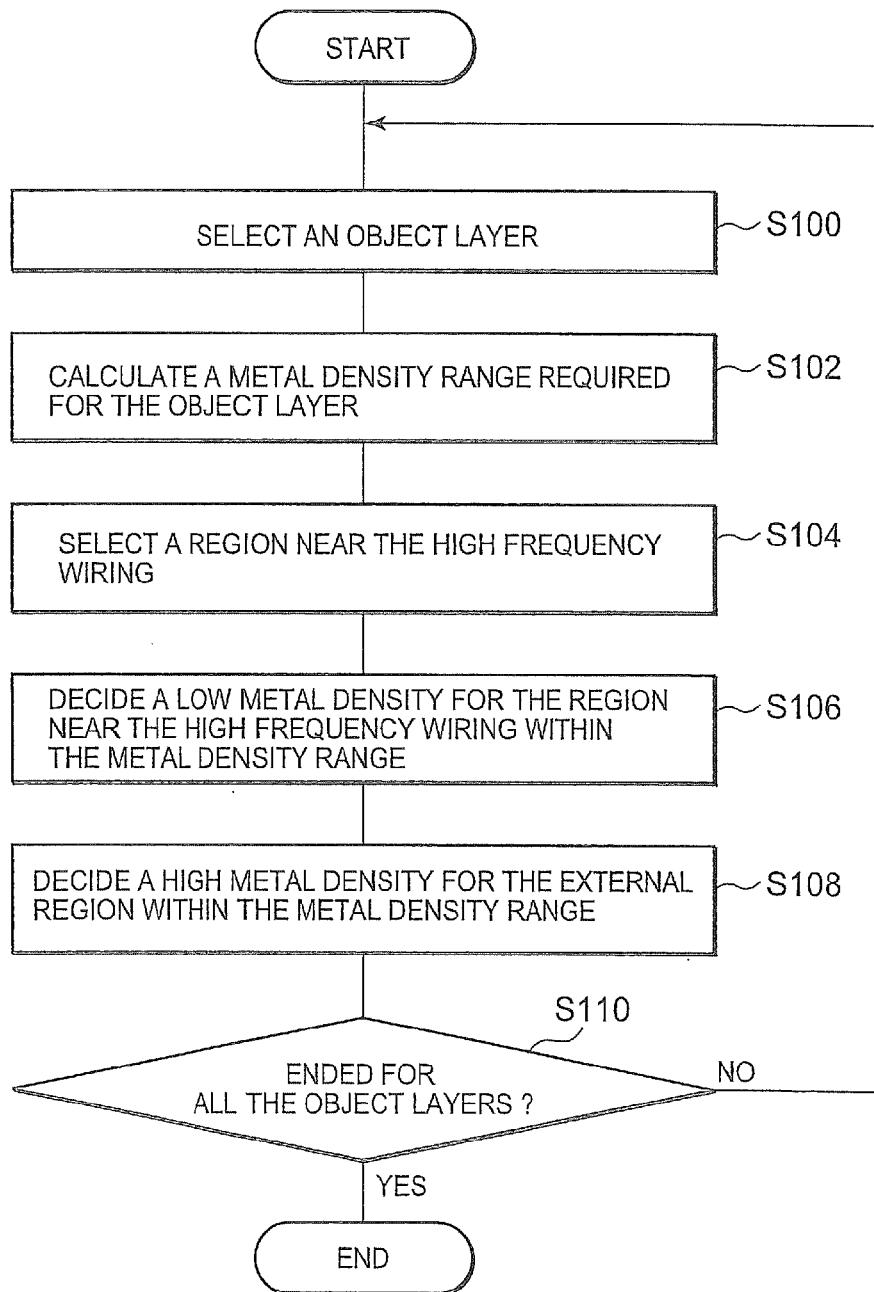 START
SELECT AN OBJECT LAYER
S100
CALCULATE A METAL DENSITY RANGE REQUIRED
FOR THE OBJECT LAYER
S102
SELECT A REGION NEAR THE HIGH FREQUENCY
WIRING
S104
DECIDE A LOW METAL DENSITY FOR THE REGION
NEAR THE HIGH FREQUENCY WIRING WITHIN
THE METAL DENSITY RANGE
S106
DECIDE A HIGH METAL DENSITY FOR THE EXTERNAL
REGION WITHIN THE METAL DENSITY RANGE
S108
S110
ENDED FOR
ALL THE OBJECT LAYERS ?
NO
YES
END